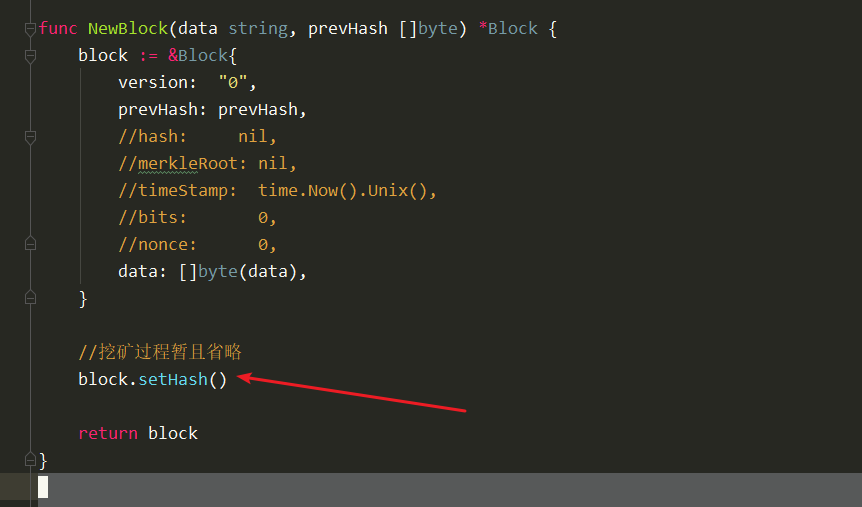 func NewBlock(data string, prevHash []byte) *Block {
    block := &Block{
        version:  "0",
        prevHash: prevHash,
        //hash:     nil,
        //merkleRoot: nil,
        //timeStamp:  time.Now().Unix(),
        //bits:       0,
        //nonce:      0,
        data: []byte(data),
    }
    //挖矿过程暂且省略
    block.setHash()
    return block
}